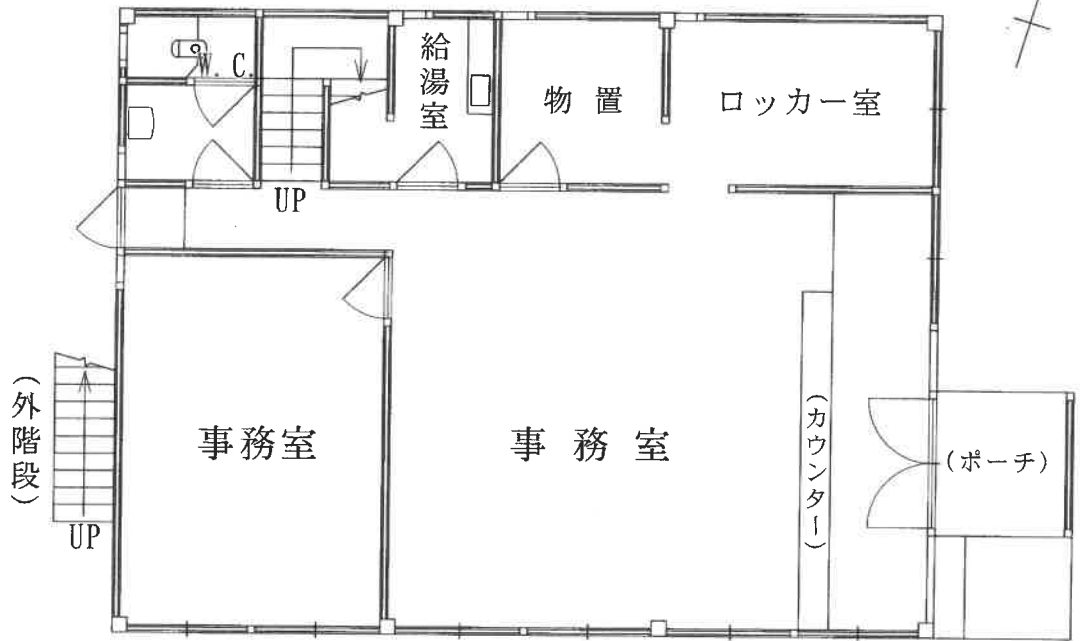 W. C.
給湯室
物 置
ロッカー室
UP
(外階段)
UP
事務室
事 務 室
(カウンター)
(ポーチ)